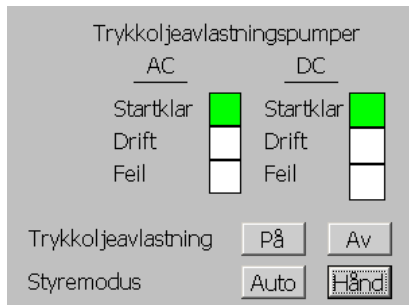 Trykkoljeavlastningspumper
AC DC
Startklar Startklar
Drift Drift
Feil Feil
Trykkoljeavlastning På Av
Styremodus Auto Hånd